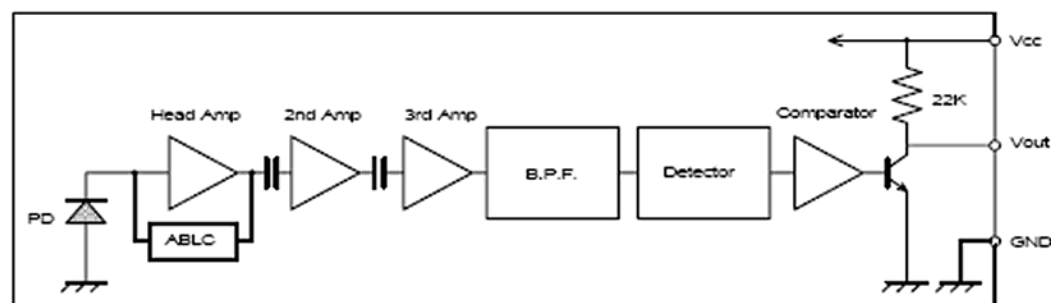 Vcc
Head Amp
2nd Amp
3rd Amp
Comparator
22K
Vout
B.P.F.
Detector
PD
ABLC
GND